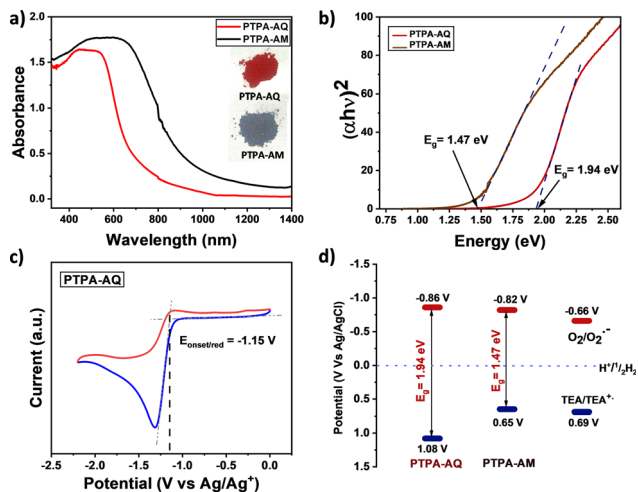 a)
PTPA-AQ
PTPA-AM
PTPA-AQ
PTPA-AM
Absorbance
2.0
1.5
1.0
0.5
0.0
400
600
800
1000
1200
1400
Wavelength (nm)
b)
PTPA-AQ
PTPA-AM
(αhν)2
100
80
60
40
20
0
E_g = 1.47 eV
E_g = 1.94 eV
0.75
1.00
1.25
1.50
1.75
2.00
2.25
2.50
Energy (eV)
c)
PTPA-AQ
E_onset/red = -1.15 V
Current (a.u.)
-2.5
-2.0
-1.5
-1.0
-0.5
0.0
Potential (V vs Ag/Ag+)
d)
Potential (V Vs Ag/AgCl)
-1.5
-1.0
-0.5
0.0
0.5
1.0
1.5
-0.86 V
-0.82 V
-0.66 V
O2/O2·-
E_g = 1.94 eV
E_g = 1.47 eV
H+/1/2H2
TEA/TEA+·
0.65 V
0.69 V
1.08 V
PTPA-AQ
PTPA-AM